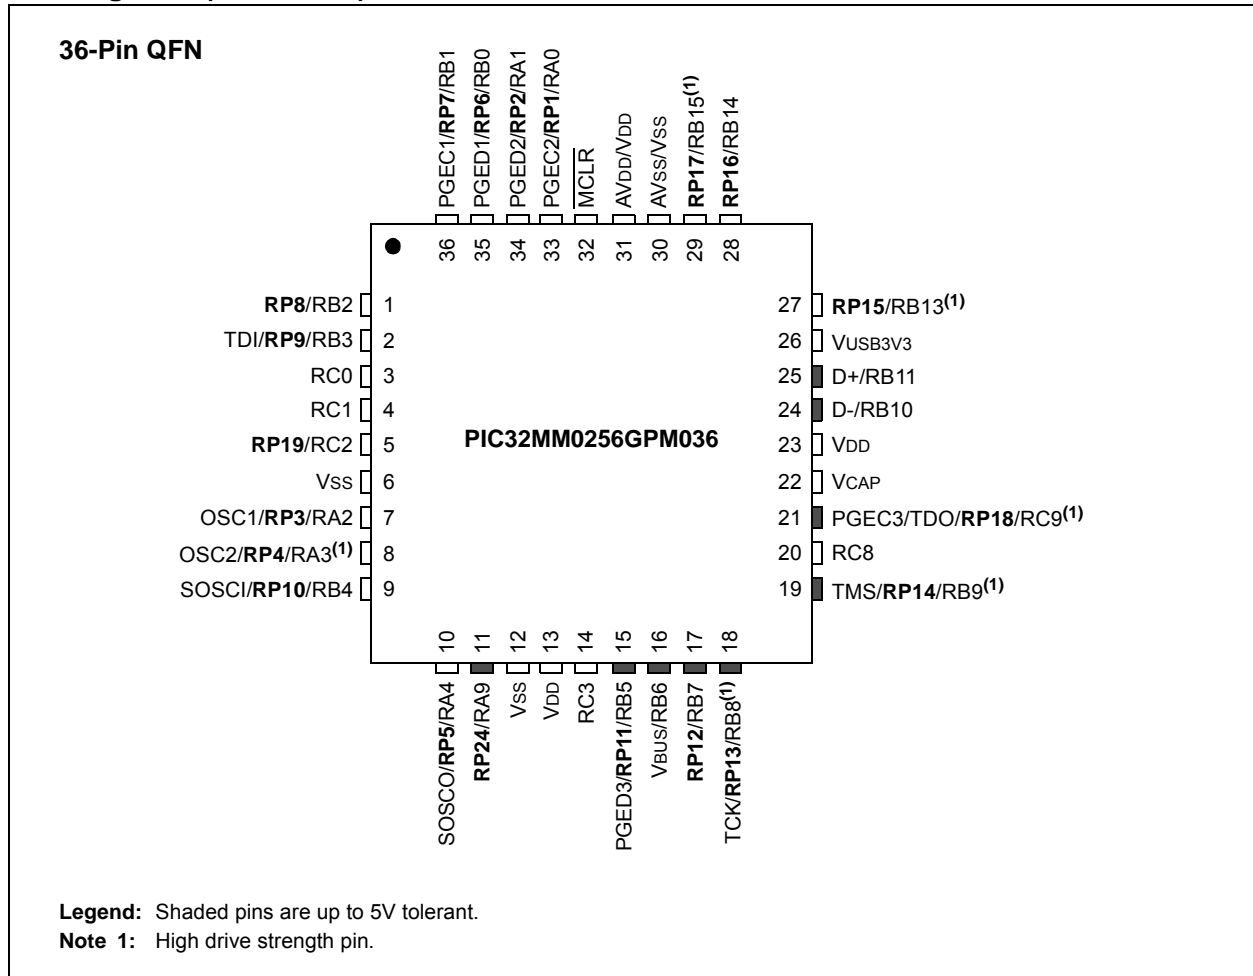 36-Pin QFN
PGEC1/RP7/RB1
PGED1/RP6/RB0
PGED2/RP2/RA1
PGEC2/RP1/RA0
MCLR
AVDD/VDD
AVSS/VSS
RP17/RB15(1)
RP16/RB14
36 35 34 33 32 31 30 29 28
RP8/RB2 1
TDI/RP9/RB3 2
RC0 3
RC1 4
RP19/RC2 5
VSS 6
OSC1/RP3/RA2 7
OSC2/RP4/RA3(1) 8
SOSCI/RP10/RB4 9
PIC32MM0256GPM036
27 RP15/RB13(1)
26 VUSB3V3
25 D+/RB11
24 D-/RB10
23 VDD
22 VCAP
21 PGEC3/TDO/RP18/RC9(1)
20 RC8
19 TMS/RP14/RB9(1)
10 11 12 13 14 15 16 17 18
SOSCO/RP5/RA4
RP24/RA9
VSS
VDD
RC3
PGED3/RP11/RB5
VBUS/RB6
RP12/RB7
TCK/RP13/RB8(1)
Legend: Shaded pins are up to 5V tolerant.
Note 1: High drive strength pin.